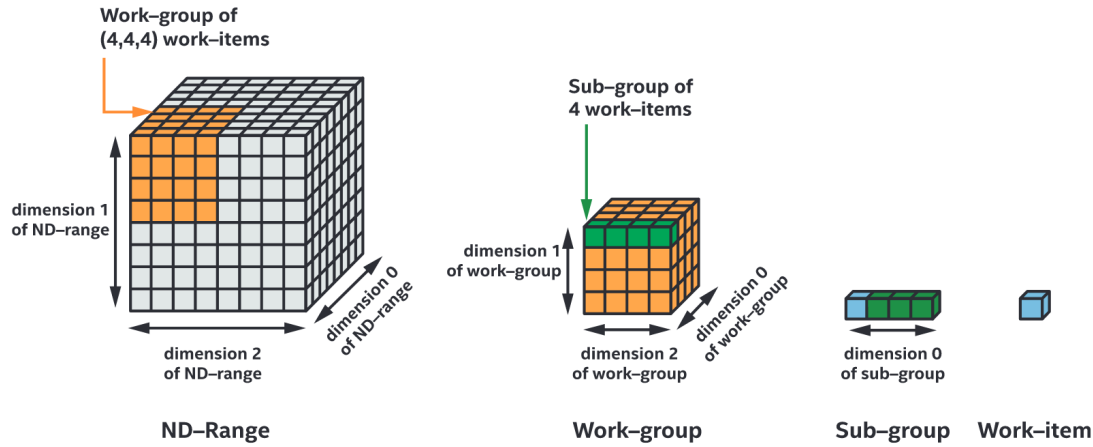 Work–group of
(4,4,4) work–items
dimension 1
of ND–range
dimension 2
of ND–range
dimension 0
of ND–range
ND–Range
Sub–group of
4 work–items
dimension 1
of work–group
dimension 2
of work–group
dimension 0
of work–group
Work–group
dimension 0
of sub–group
Sub–group
Work–item